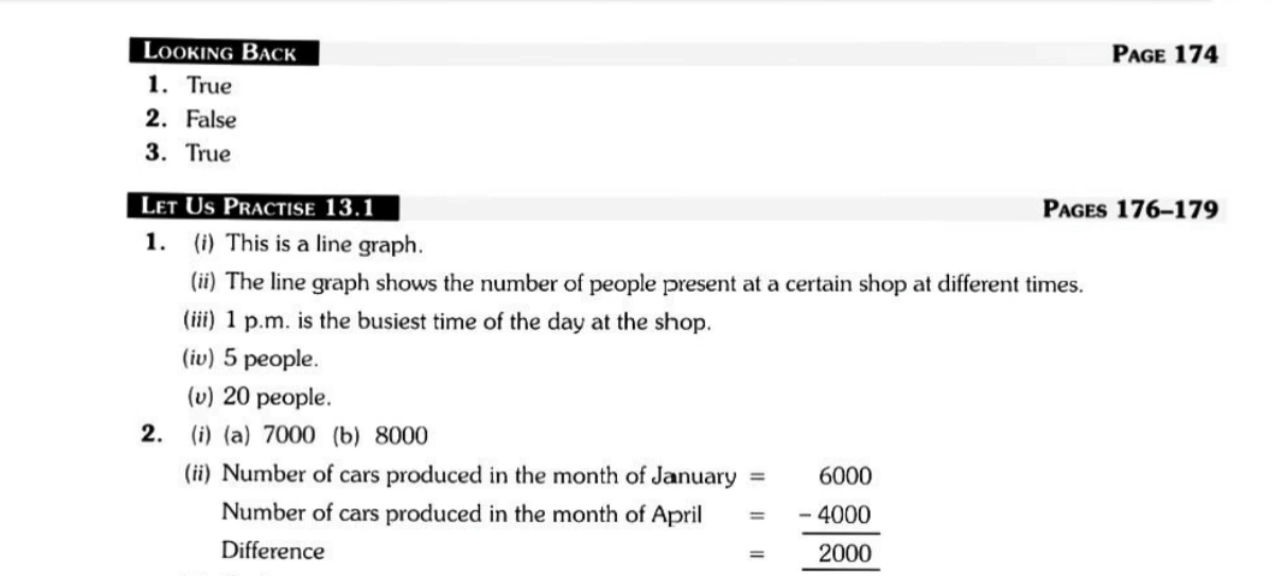 LOOKING BACK PAGE 174
1. True
2. False
3. True
LET US PRACTISE 13.1 PAGES 176–179
1. (i) This is a line graph.
(ii) The line graph shows the number of people present at a certain shop at different times.
(iii) 1 p.m. is the busiest time of the day at the shop.
(iv) 5 people.
(v) 20 people.
2. (i) (a) 7000 (b) 8000
(ii) Number of cars produced in the month of January = 6000
Number of cars produced in the month of April = – 4000
Difference = 2000